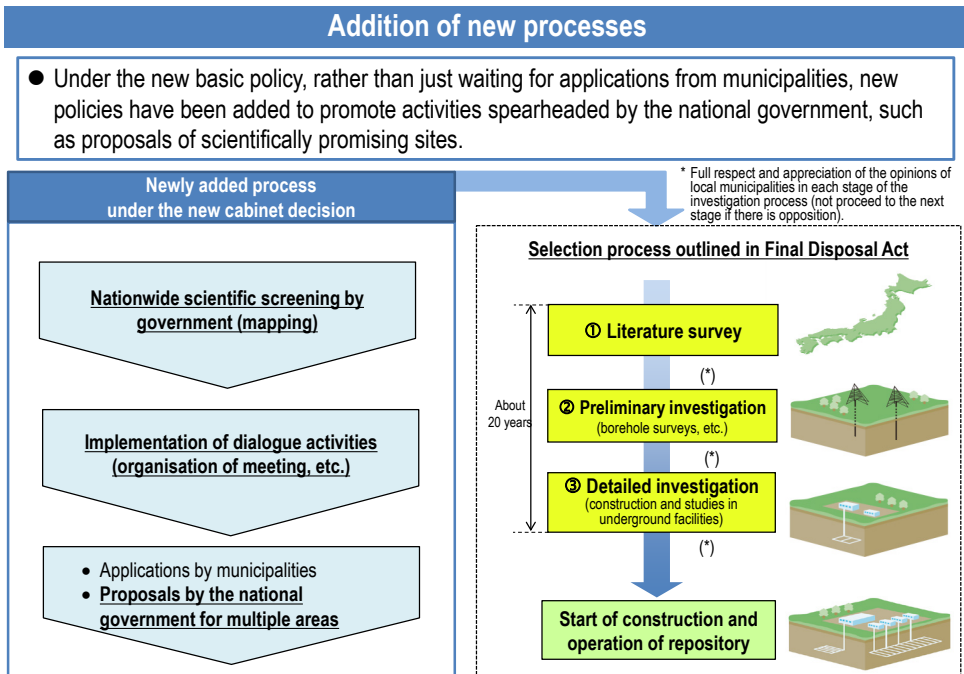 Addition of new processes
● Under the new basic policy, rather than just waiting for applications from municipalities, new
policies have been added to promote activities spearheaded by the national government, such
as proposals of scientifically promising sites.
Newly added process
under the new cabinet decision
Nationwide scientific screening by
government (mapping)
Implementation of dialogue activities
(organisation of meeting, etc.)
• Applications by municipalities
• Proposals by the national
government for multiple areas
* Full respect and appreciation of the opinions of
local municipalities in each stage of the
investigation process (not proceed to the next
stage if there is opposition).
Selection process outlined in Final Disposal Act
About
20 years
① Literature survey
(*)
② Preliminary investigation
(borehole surveys, etc.)
(*)
③ Detailed investigation
(construction and studies in
underground facilities)
(*)
Start of construction and
operation of repository